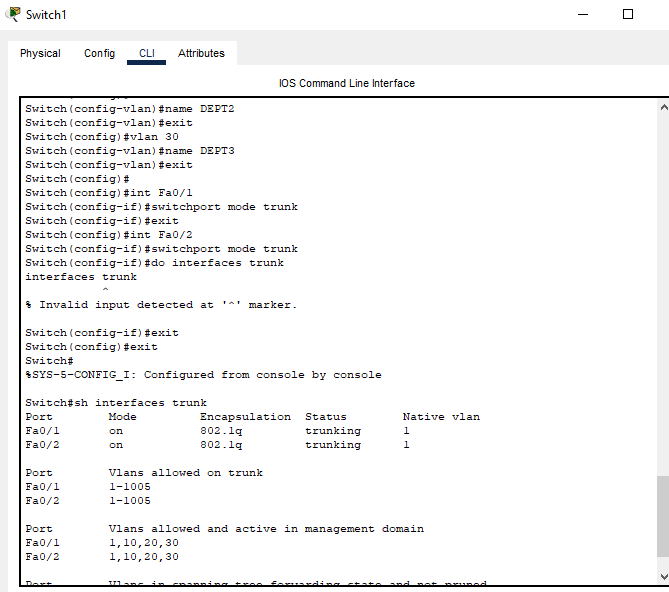 Switch1
Physical Config CLI Attributes
IOS Command Line Interface
Switch(config-vlan)#name DEPT2
Switch(config-vlan)#exit
Switch(config)#vlan 30
Switch(config-vlan)#name DEPT3
Switch(config-vlan)#exit
Switch(config)#
Switch(config)#int Fa0/1
Switch(config-if)#switchport mode trunk
Switch(config-if)#exit
Switch(config)#int Fa0/2
Switch(config-if)#switchport mode trunk
Switch(config-if)#do interfaces trunk
interfaces trunk
^
% Invalid input detected at '^' marker.
Switch(config-if)#exit
Switch(config)#exit
Switch#
%SYS-5-CONFIG_I: Configured from console by console
Switch#sh interfaces trunk
Port Mode Encapsulation Status Native vlan
Fa0/1 on 802.1q trunking 1
Fa0/2 on 802.1q trunking 1
Port Vlans allowed on trunk
Fa0/1 1-1005
Fa0/2 1-1005
Port Vlans allowed and active in management domain
Fa0/1 1,10,20,30
Fa0/2 1,10,20,30
Port Vlans in spanning tree forwarding state and not pruned